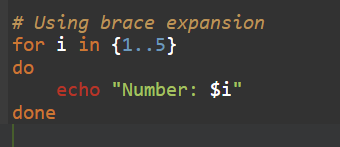 # Using brace expansion
for i in {1..5}
do
    echo "Number: $i"
done